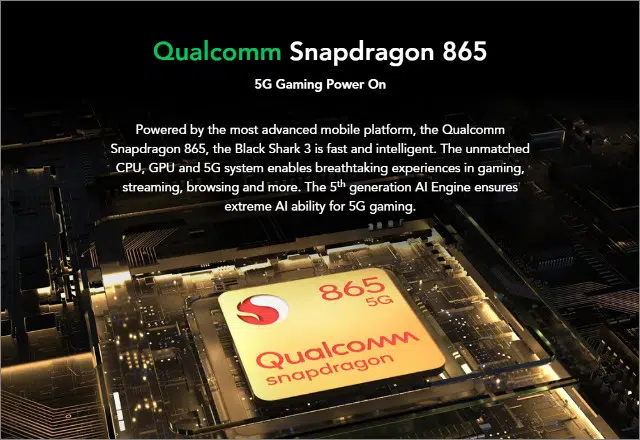 Qualcomm Snapdragon 865
5G Gaming Power On
Powered by the most advanced mobile platform, the Qualcomm
Snapdragon 865, the Black Shark 3 is fast and intelligent. The unmatched
CPU, GPU and 5G system enables breathtaking experiences in gaming,
streaming, browsing and more. The 5th generation AI Engine ensures
extreme AI ability for 5G gaming.
865
5G
Qualcomm
snapdragon